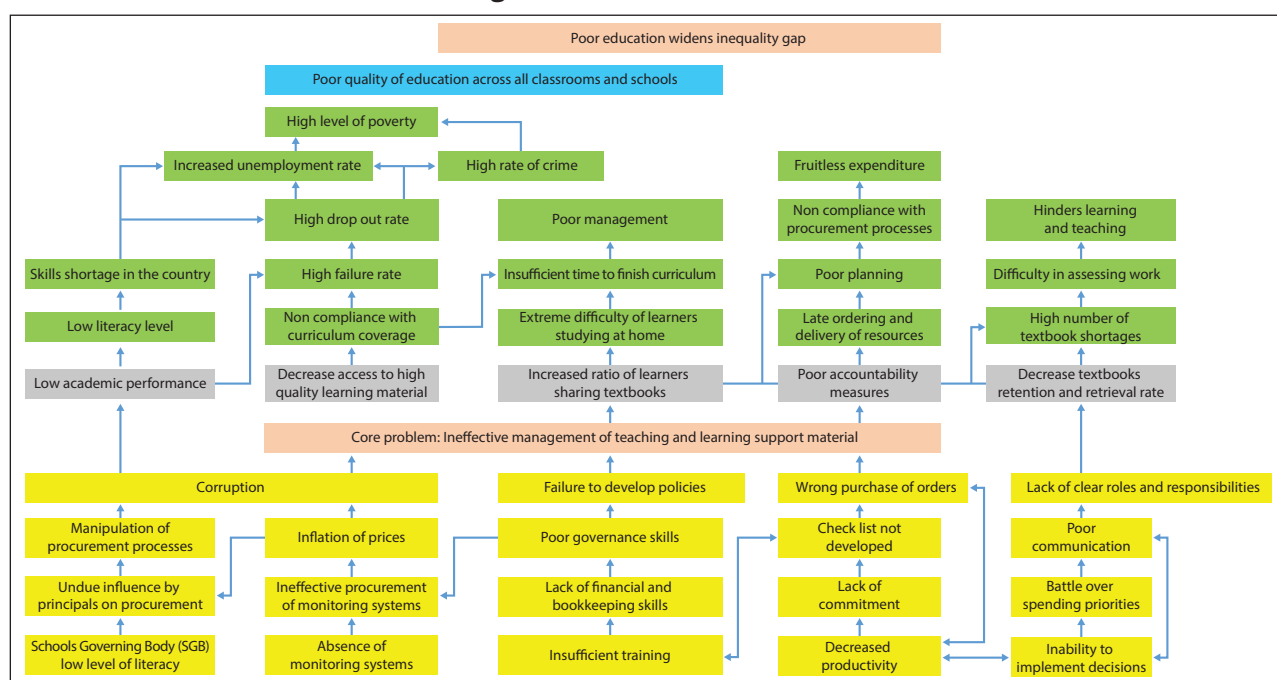 Poor education widens inequality gap
Poor quality of education across all classrooms and schools
High level of poverty
Increased unemployment rate
High rate of crime
Fruitless expenditure
High drop out rate
Poor management
Non compliance with
procurement processes
Hinders learning
and teaching
Skills shortage in the country
High failure rate
Insufficient time to finish curriculum
Poor planning
Difficulty in assessing work
Low literacy level
Non compliance with
curriculum coverage
Extreme difficulty of learners
studying at home
Late ordering and
delivery of resources
High number of
textbook shortages
Low academic performance
Decrease access to high
quality learning material
Increased ratio of learners
sharing textbooks
Poor accountability
measures
Decrease textbooks
retention and retrieval rate
Core problem: Ineffective management of teaching and learning support material
Corruption
Failure to develop policies
Wrong purchase of orders
Lack of clear roles and responsibilities
Manipulation of
procurement processes
Inflation of prices
Poor governance skills
Check list not
developed
Poor
communication
Undue influence by
principals on procurement
Ineffective procurement
of monitoring systems
Lack of financial and
bookkeeping skills
Lack of
commitment
Battle over
spending priorities
Schools Governing Body (SGB)
low level of literacy
Absence of
monitoring systems
Insufficient training
Decreased
productivity
Inability to
implement decisions